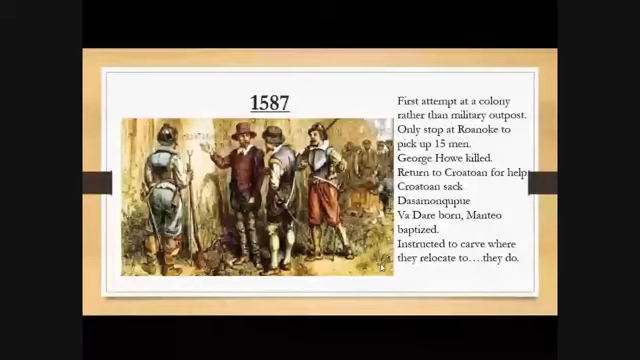 1587
First attempt at a colony
rather than military outpost.
Only stop at Roanoke to
pick up 15 men.
George Howe killed.
Return to Croatoan for help
Croatoan sack
Dasamonqupue
Va Dare born, Manteo
baptized.
Instructed to carve where
they relocate to….they do.